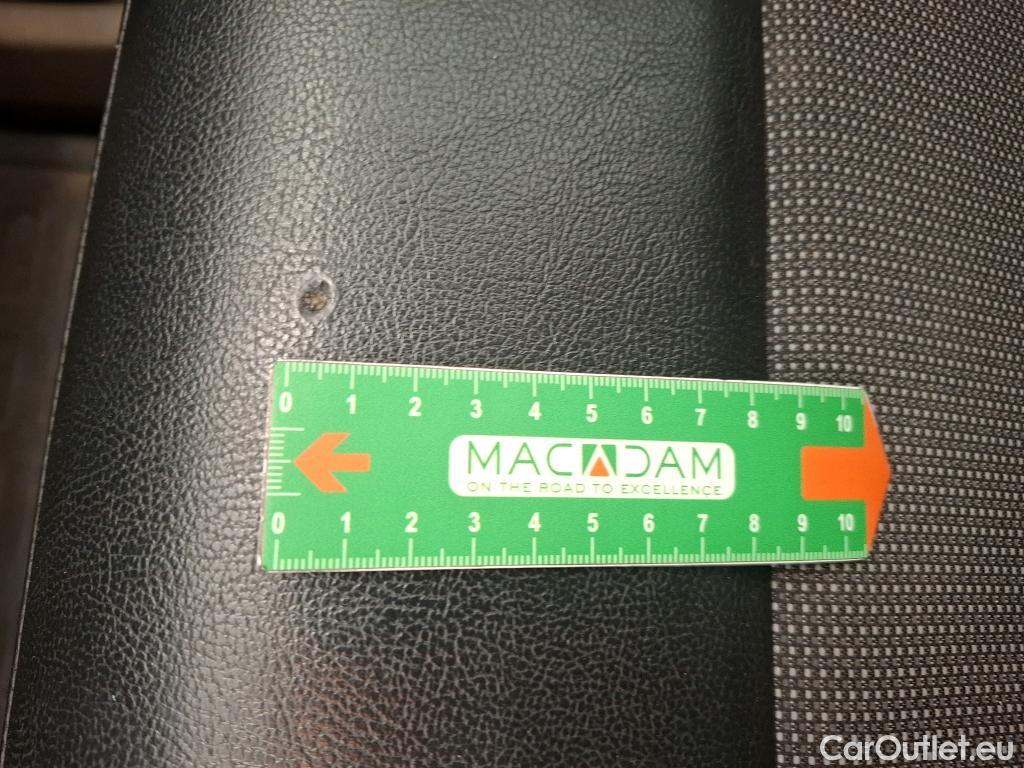 0 1 2 3 4 5 6 7 8 9 10
MACADAM
ON THE ROAD TO EXCELLENCE
0 1 2 3 4 5 6 7 8 9 10
CarOutlet.eu